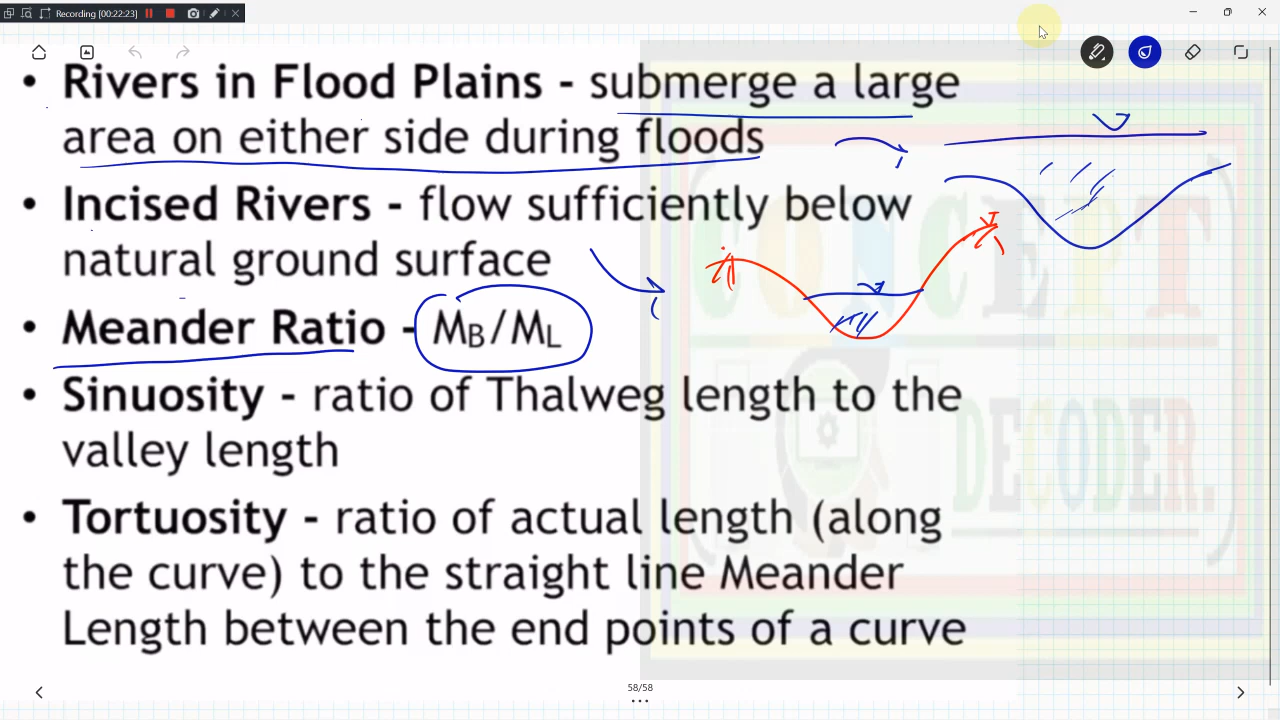 Recording [00:22:23]
• Rivers in Flood Plains - submerge a large
area on either side during floods
• Incised Rivers - flow sufficiently below
natural ground surface
• Meander Ratio - MB/ML
• Sinuosity - ratio of Thalweg length to the
valley length
• Tortuosity - ratio of actual length (along
the curve) to the straight line Meander
Length between the end points of a curve
CONCEPT
DECODER.
58/58